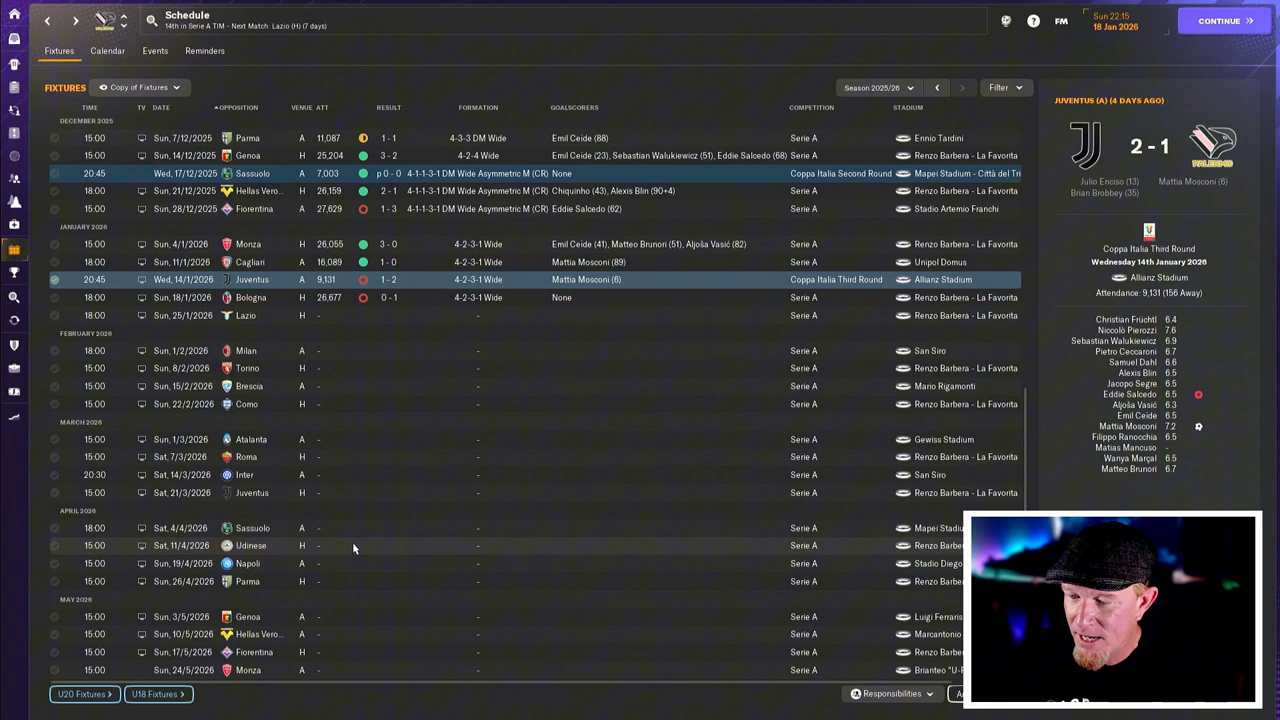 Schedule
14th in Serie A TIM - Next Match: Lazio (H) (7 days)
FM
Sun 22:15
18 Jan 2026
CONTINUE
Fixtures Calendar Events Reminders
FIXTURES Copy of Fixtures Season 2025/26 Filter
TIME TV DATE OPPOSITION VENUE ATT RESULT FORMATION GOALSCORERS COMPETITION STADIUM
DECEMBER 2025
15:00 Sun, 7/12/2025 Parma A 11,087 1 - 1 4-3-3 DM Wide Emil Ceide (88) Serie A Ennio Tardini
15:00 Sun, 14/12/2025 Genoa H 25,204 3 - 2 4-2-4 Wide Emil Ceide (23), Sebastian Walukiewicz (51), Eddie Salcedo (68) Serie A Renzo Barbera - La Favorita
20:45 Wed, 17/12/2025 Sassuolo A 7,003 p 0 - 0 4-1-1-3-1 DM Wide Asymmetric M (CR) None Coppa Italia Second Round Mapei Stadium - Città del Tri
18:00 Sun, 21/12/2025 Hellas Vero... H 26,159 2 - 1 4-1-1-3-1 DM Wide Asymmetric M (CR) Chiquinho (43), Alexis Blin (90+4) Serie A Renzo Barbera - La Favorita
15:00 Sun, 28/12/2025 Fiorentina A 27,629 1 - 3 4-1-1-3-1 DM Wide Asymmetric M (CR) Eddie Salcedo (62) Serie A Stadio Artemio Franchi
JANUARY 2026
15:00 Sun, 4/1/2026 Monza H 26,055 3 - 0 4-2-3-1 Wide Emil Ceide (41), Matteo Brunori (51), Aljoša Vasić (82) Serie A Renzo Barbera - La Favorita
18:00 Sun, 11/1/2026 Cagliari A 16,089 1 - 0 4-2-3-1 Wide Mattia Mosconi (89) Serie A Unipol Domus
20:45 Wed, 14/1/2026 Juventus A 9,131 1 - 2 4-2-3-1 Wide Mattia Mosconi (6) Coppa Italia Third Round Allianz Stadium
18:00 Sun, 18/1/2026 Bologna H 26,677 0 - 1 4-2-3-1 Wide None Serie A Renzo Barbera - La Favorita
18:00 Sun, 25/1/2026 Lazio H - - Serie A Renzo Barbera - La Favorita
FEBRUARY 2026
18:00 Sun, 1/2/2026 Milan A - - Serie A San Siro
15:00 Sun, 8/2/2026 Torino H - - Serie A Renzo Barbera - La Favorita
15:00 Sun, 15/2/2026 Brescia A - - Serie A Mario Rigamonti
15:00 Sun, 22/2/2026 Como H - - Serie A Renzo Barbera - La Favorita
MARCH 2026
15:00 Sun, 1/3/2026 Atalanta A - - Serie A Gewiss Stadium
15:00 Sat, 7/3/2026 Roma H - - Serie A Renzo Barbera - La Favorita
20:30 Sat, 14/3/2026 Inter A - - Serie A San Siro
15:00 Sat, 21/3/2026 Juventus H - - Serie A Renzo Barbera - La Favorita
APRIL 2026
18:00 Sat, 4/4/2026 Sassuolo A - - Serie A Mapei Stadium
15:00 Sat, 11/4/2026 Udinese H - - Serie A Renzo Barbera
15:00 Sun, 19/4/2026 Napoli A - - Serie A Stadio Diego
15:00 Sun, 26/4/2026 Parma H - - Serie A Renzo Barbera
MAY 2026
15:00 Sun, 3/5/2026 Genoa A - - Serie A Luigi Ferraris
15:00 Sun, 10/5/2026 Hellas Vero... A - - Serie A Marcantonio
15:00 Sun, 17/5/2026 Fiorentina H - - Serie A Renzo Barbera
15:00 Sun, 24/5/2026 Monza A - - Serie A Brianteo "U-P
U20 Fixtures U18 Fixtures Responsibilities
JUVENTUS (A) (4 DAYS AGO)
2 - 1
PALERMO
Julio Enciso (13)
Brian Brobbey (35)
Mattia Mosconi (6)
Coppa Italia Third Round
Wednesday 14th January 2026
Allianz Stadium
Attendance: 9,131 (156 Away)
Christian Früchtl 6.4
Niccolò Pierozzi 7.6
Sebastian Walukiewicz 6.9
Pietro Ceccaroni 6.7
Samuel Dahl 6.6
Alexis Blin 6.5
Jacopo Segre 6.5
Eddie Salcedo 6.5
Aljoša Vasić 6.3
Emil Ceide 6.5
Mattia Mosconi 7.2
Filippo Ranocchia 6.5
Matias Mancuso -
Wanya Marçal 6.5
Matteo Brunori 6.7